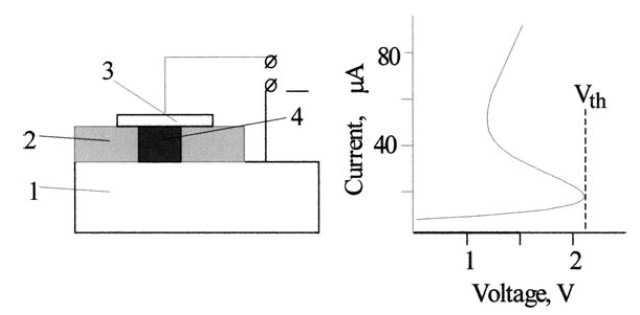 3
2
4
1
—
80
40
Current, μA
V_th
1 2
Voltage, V